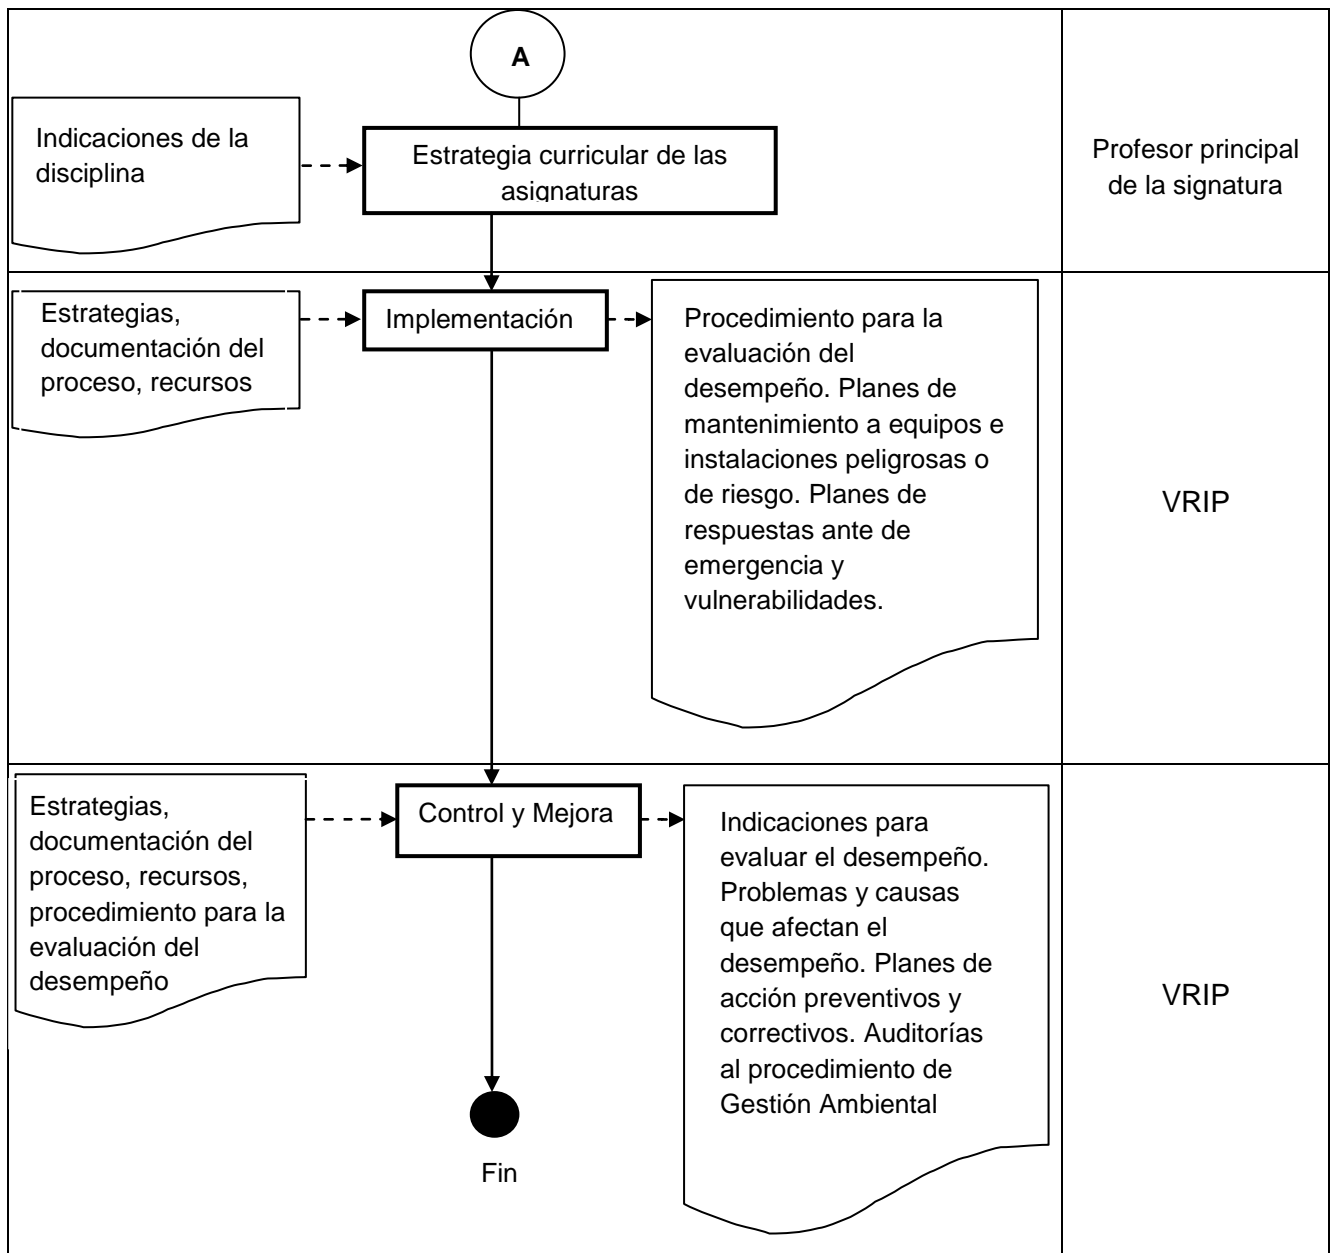 A
Indicaciones de la
disciplina
Estrategia curricular de las
asignaturas
Profesor principal
de la signatura
Estrategias,
documentación del
proceso, recursos
Implementación
Procedimiento para la
evaluación del
desempeño. Planes de
mantenimiento a equipos e
instalaciones peligrosas o
de riesgo. Planes de
respuestas ante de
emergencia y
vulnerabilidades.
VRIP
Estrategias,
documentación del
proceso, recursos,
procedimiento para la
evaluación del
desempeño
Control y Mejora
Indicaciones para
evaluar el desempeño.
Problemas y causas
que afectan el
desempeño. Planes de
acción preventivos y
correctivos. Auditorías
al procedimiento de
Gestión Ambiental
VRIP
Fin